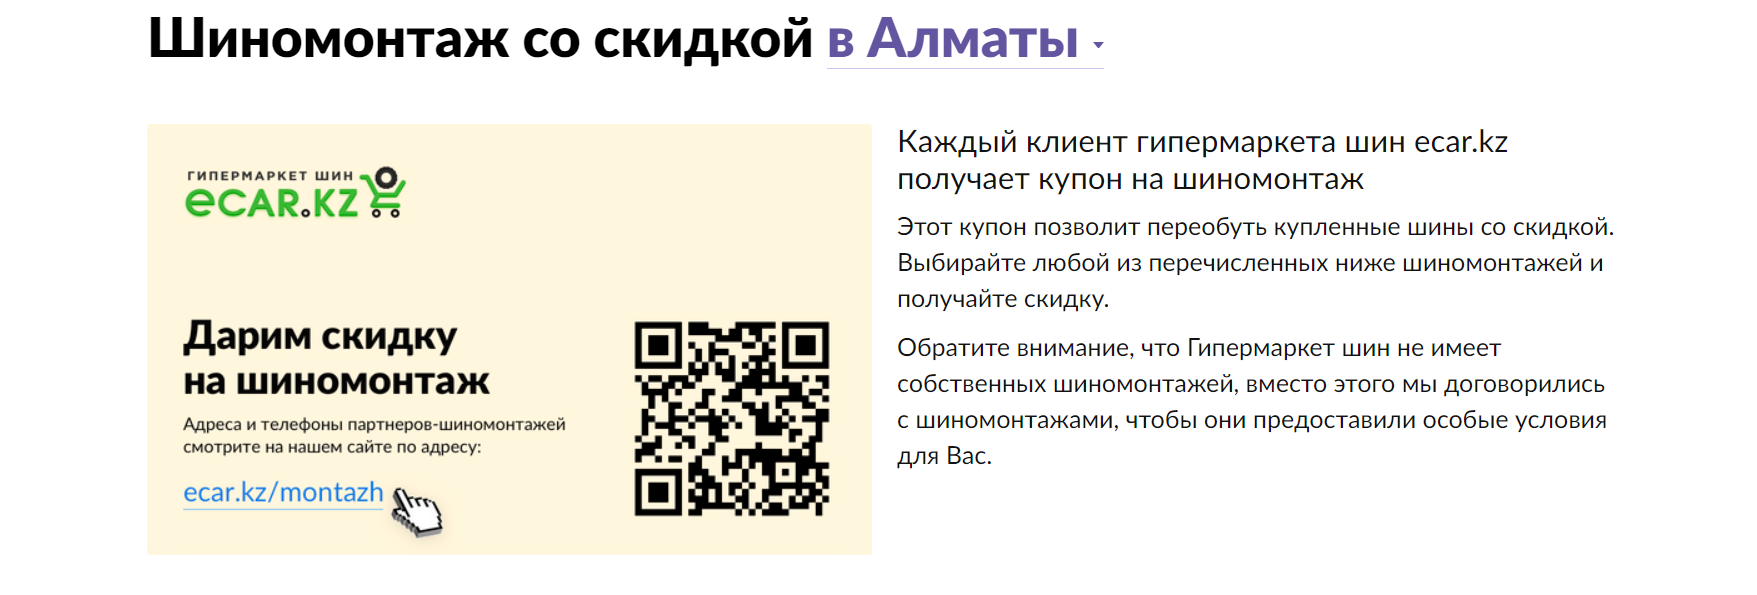 Шиномонтаж со скидкой в Алматы
ГИПЕРМАРКЕТ ШИН
eCAR.KZ
Дарим скидку
на шиномонтаж
Адреса и телефоны партнеров-шиномонтажей
смотрите на нашем сайте по адресу:
ecar.kz/montazh
Каждый клиент гипермаркета шин ecar.kz
получает купон на шиномонтаж
Этот купон позволит переобуть купленные шины со скидкой.
Выбирайте любой из перечисленных ниже шиномонтажей и
получайте скидку.
Обратите внимание, что Гипермаркет шин не имеет
собственных шиномонтажей, вместо этого мы договорились
с шиномонтажами, чтобы они предоставили особые условия
для Вас.